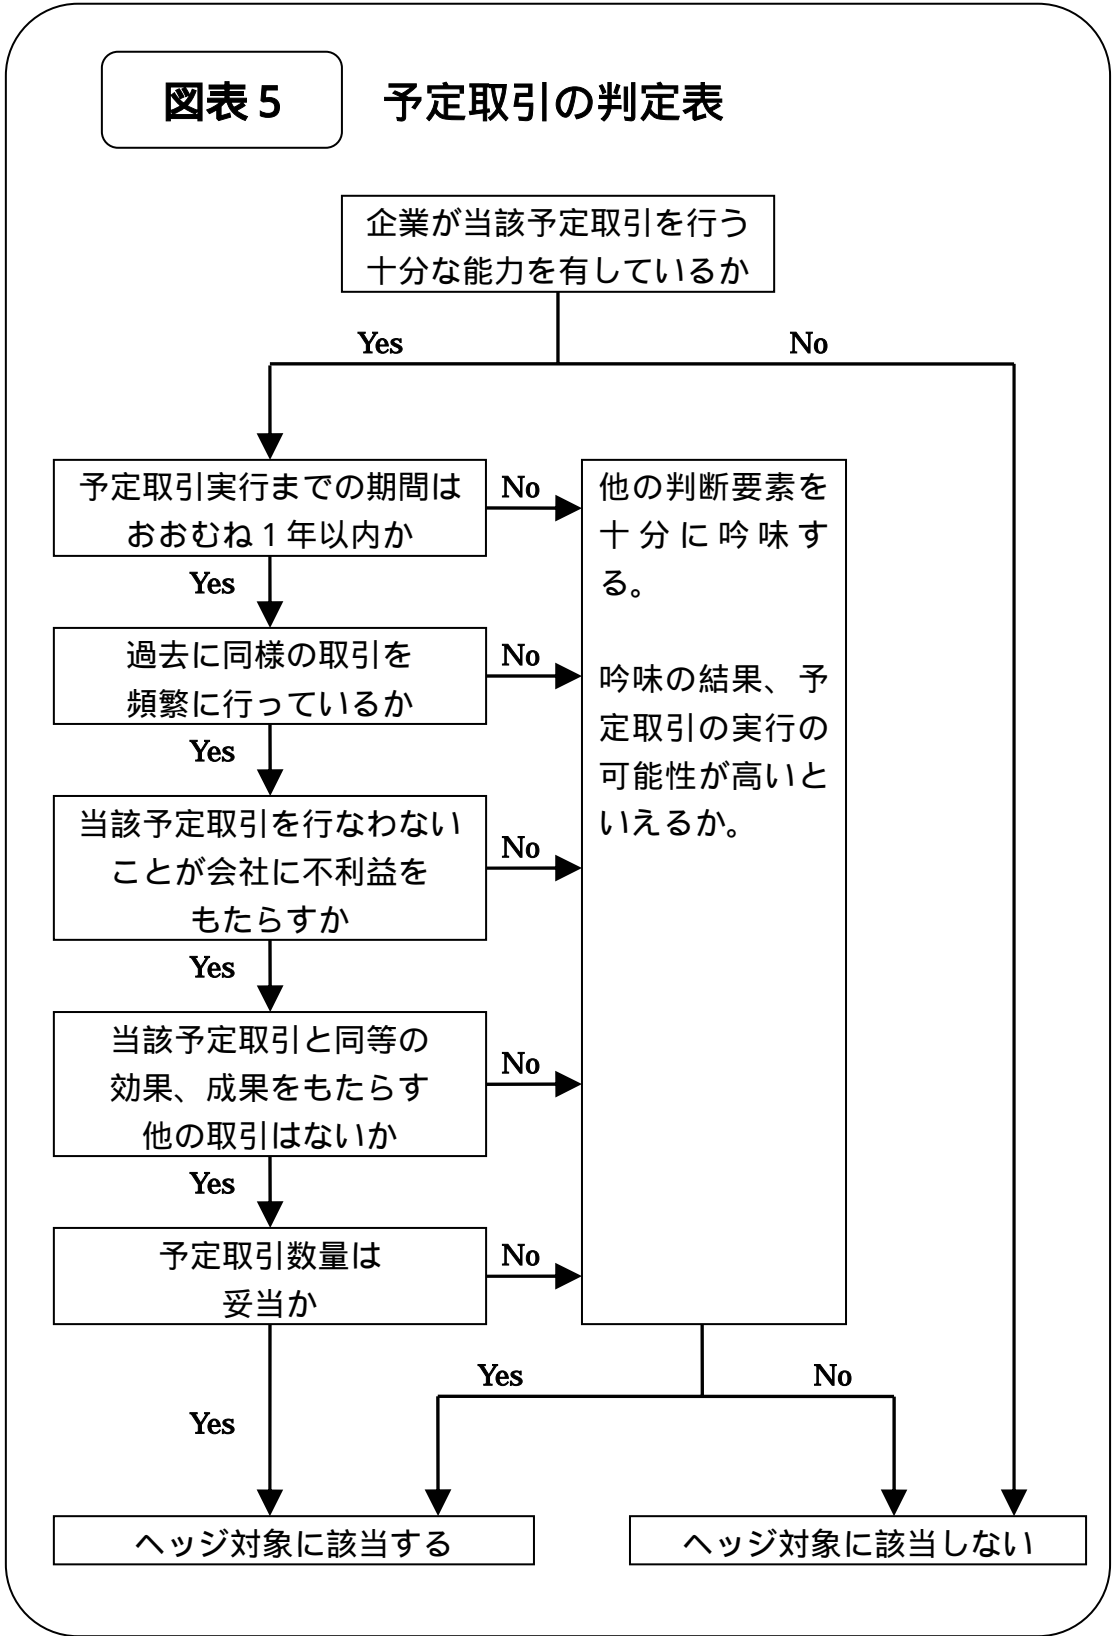 図表5
予定取引の判定表
企業が当該予定取引を行う
十分な能力を有しているか
Yes
No
予定取引実行までの期間は
おおむね1年以内か
No
Yes
過去に同様の取引を
頻繁に行っているか
No
Yes
当該予定取引を行なわない
ことが会社に不利益を
もたらすか
No
Yes
当該予定取引と同等の
効果、成果をもたらす
他の取引はないか
No
Yes
予定取引数量は
妥当か
No
Yes
他の判断要素を
十分に吟味す
る。
吟味の結果、予
定取引の実行の
可能性が高いと
いえるか。
Yes
No
ヘッジ対象に該当する
ヘッジ対象に該当しない